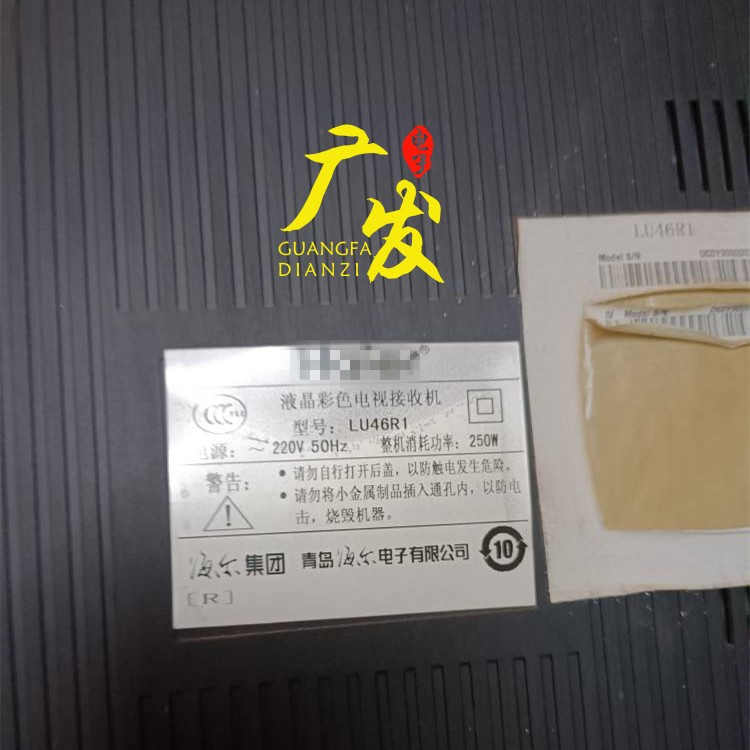 广发
电子
GUANGFA
DIANZI
LU46R1
Model S/N
Model S/N
®
液晶彩色电视接收机
型号: LU46R1
电源: ~ 220V 50Hz 整机消耗功率: 250W
警告: • 请勿自行打开后盖, 以防触电发生危险。
• 请勿将小金属制品插入通孔内, 以防电
击, 烧毁机器。
海尔集团 青岛海尔电子有限公司 10
[R]